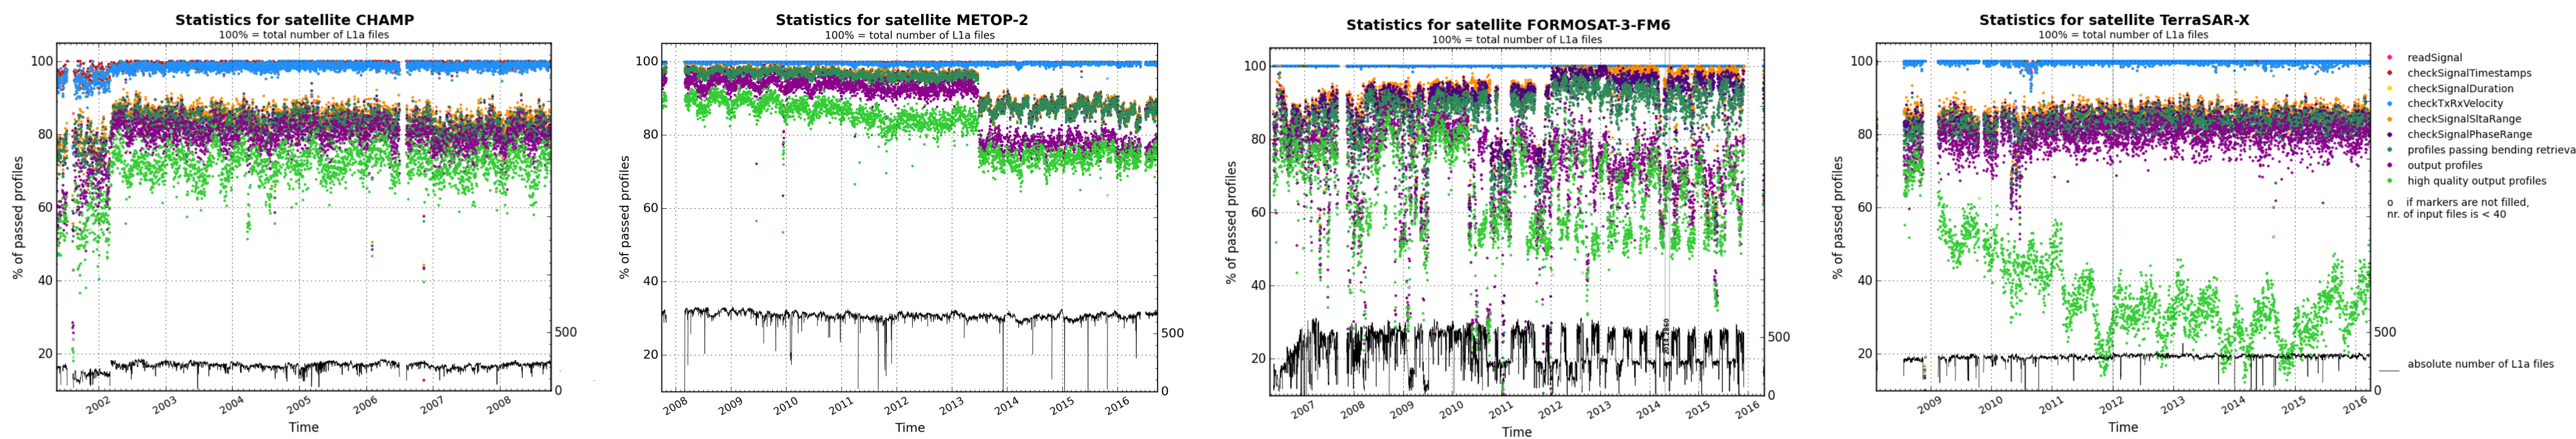 Statistics for satellite CHAMP
100% = total number of L1a files
% of passed profiles
100
80
60
40
20
500
0
2002
2003
2004
2005
2006
2007
2008
Time
Statistics for satellite METOP-2
100% = total number of L1a files
% of passed profiles
100
80
60
40
20
500
0
2008
2009
2010
2011
2012
2013
2014
2015
2016
Time
Statistics for satellite FORMOSAT-3-FM6
100% = total number of L1a files
% of passed profiles
100
80
60
40
20
500
0
2007
2008
2009
2010
2011
2012
2013
2014
2015
2016
Time
Statistics for satellite TerraSAR-X
100% = total number of L1a files
% of passed profiles
100
80
60
40
20
500
0
2009
2010
2011
2012
2013
2014
2015
2016
Time
readSignal
checkSignalTimestamps
checkSignalDuration
checkTxRxVelocity
checkSignalSltaRange
checkSignalPhaseRange
profiles passing bending retrieva
output profiles
high quality output profiles
o if markers are not filled,
nr. of input files is < 40
absolute number of L1a files